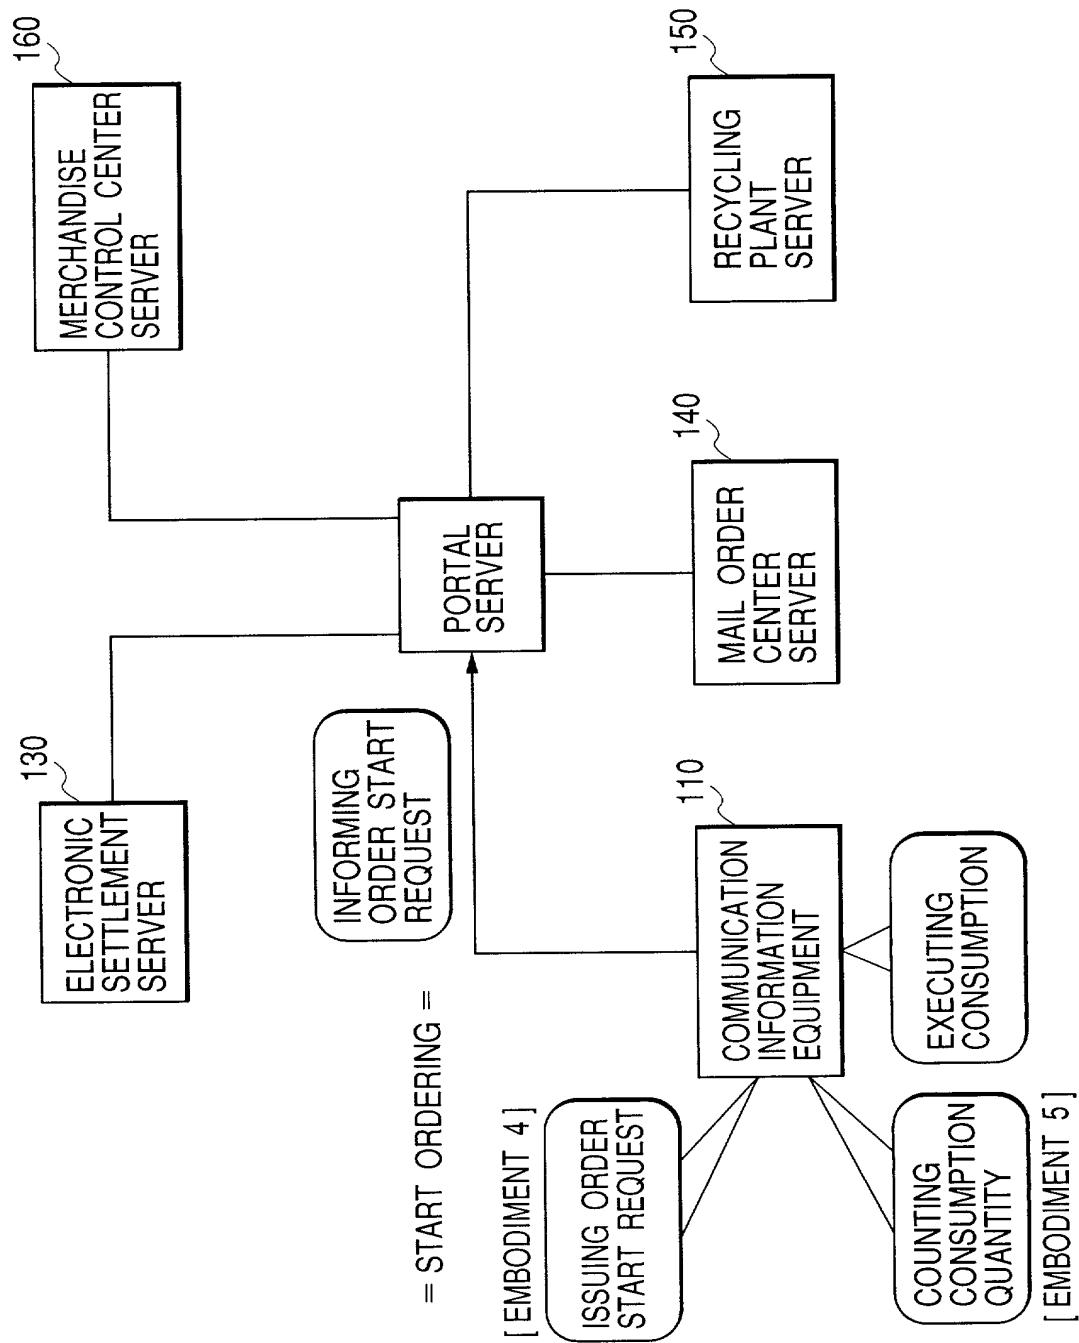 = START ORDERING =
ELECTRONIC
SETTLEMENT
SERVER
130
MERCHANDISE
CONTROL CENTER
SERVER
160
INFORMING
ORDER START
REQUEST
PORTAL
SERVER
[ EMBODIMENT 4 ]
ISSUING ORDER
START REQUEST
COMMUNICATION
INFORMATION
EQUIPMENT
110
MAIL ORDER
CENTER
SERVER
140
RECYCLING
PLANT
SERVER
150
COUNTING
CONSUMPTION
QUANTITY
[ EMBODIMENT 5 ]
EXECUTING
CONSUMPTION